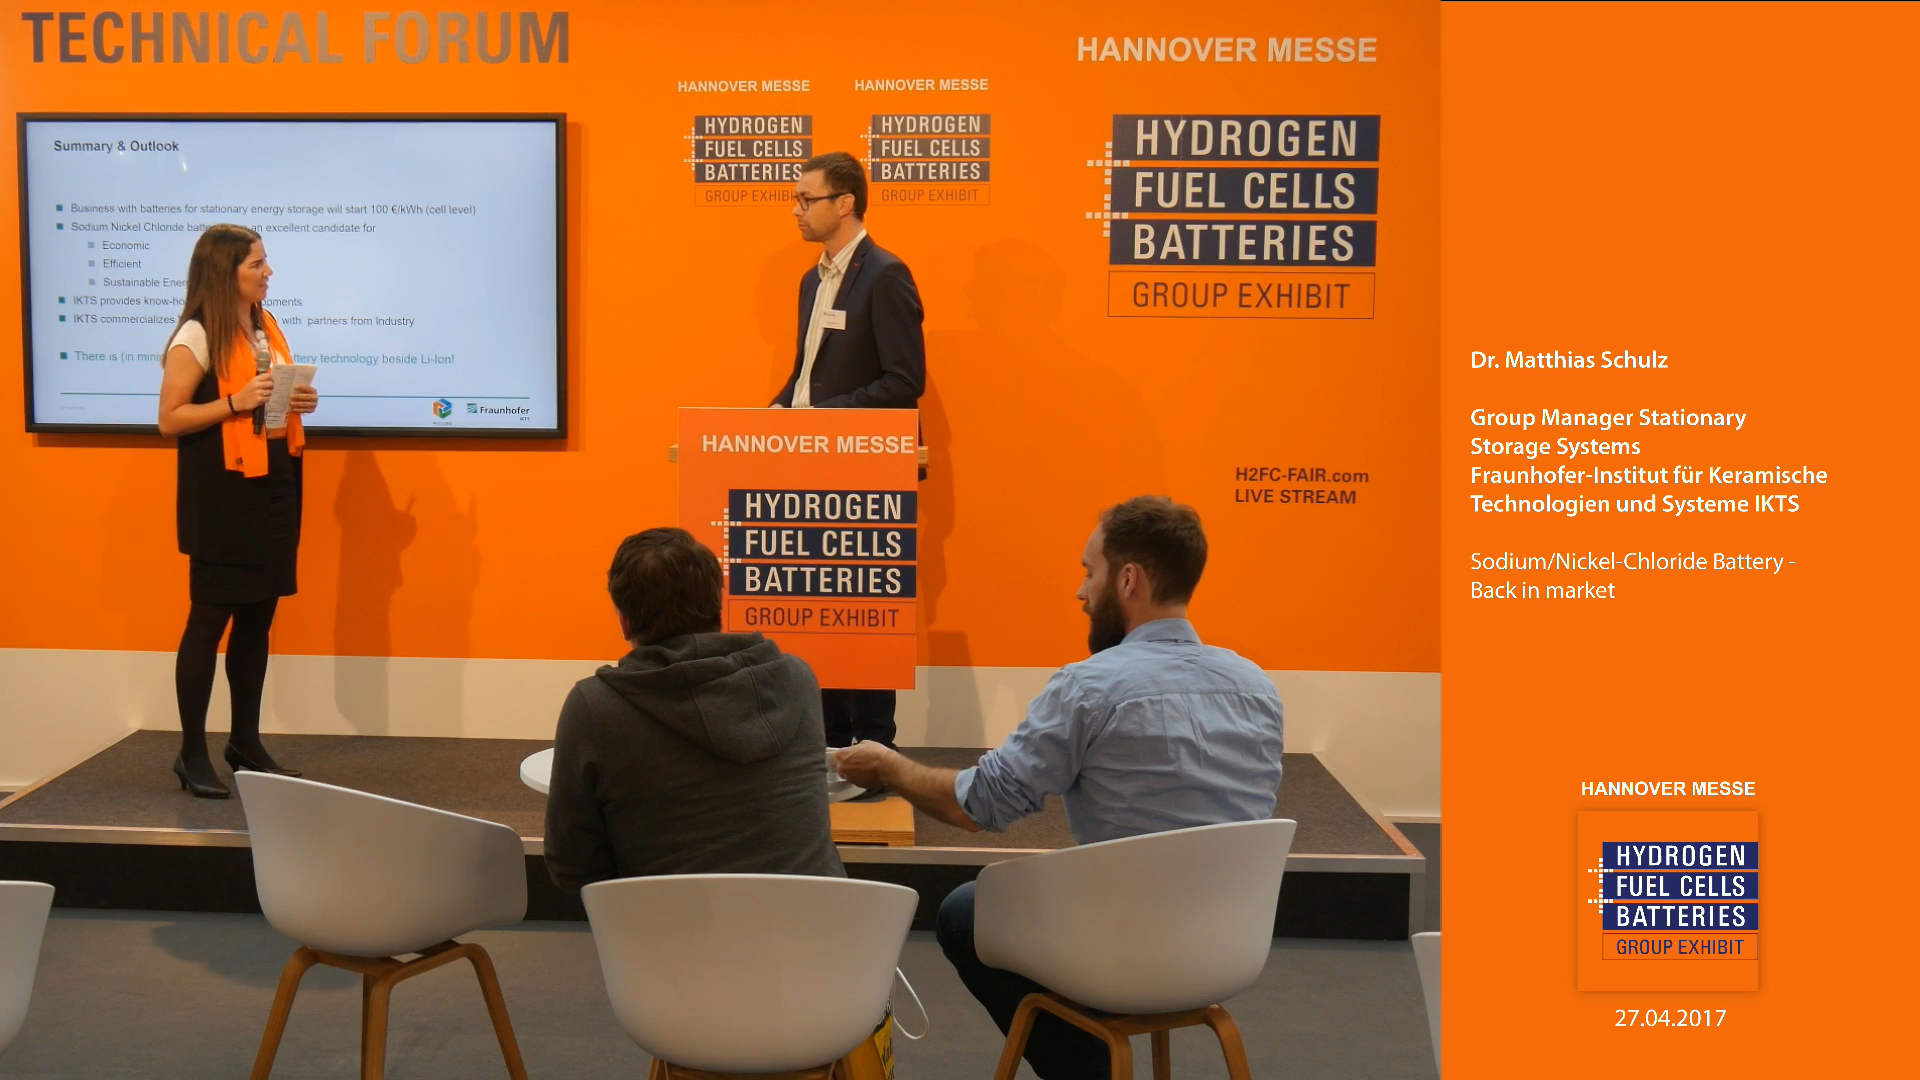 TECHNICAL FORUM
Summary & Outlook
Business with batteries for stationary energy storage will start 100 €/kWh (cell level)
Sodium Nickel Chloride an excellent candidate for
Economic
Efficient
Sustainable
IKTS provides
IKTS commercializes with partners from Industry
There is (in technology beside Li-Ion!
Fraunhofer
IKTS
HANNOVER MESSE
HYDROGEN
FUEL CELLS
BATTERIES
GROUP EXHIBIT
HANNOVER MESSE
HYDROGEN
FUEL CELLS
BATTERIES
GROUP EXHIBIT
HANNOVER MESSE
HYDROGEN
FUEL CELLS
BATTERIES
GROUP EXHIBIT
HANNOVER MESSE
HYDROGEN
FUEL CELLS
BATTERIES
GROUP EXHIBIT
H2FC-FAIR.com
LIVE STREAM
Dr. Matthias Schulz
Group Manager Stationary
Storage Systems
Fraunhofer-Institut für Keramische
Technologien und Systeme IKTS
Sodium/Nickel-Chloride Battery -
Back in market
HANNOVER MESSE
HYDROGEN
FUEL CELLS
BATTERIES
GROUP EXHIBIT
27.04.2017